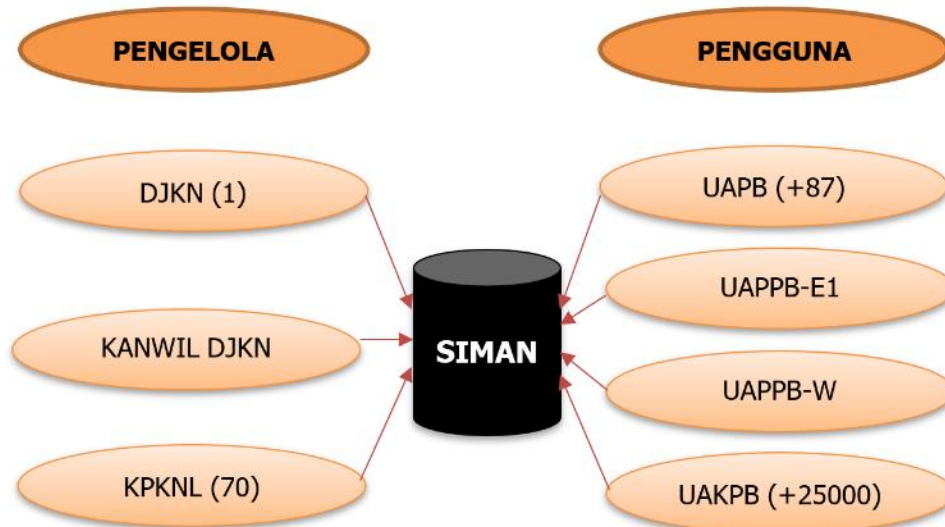 PENGELOLA
PENGGUNA
DJKN (1)
UAPB (+87)
UAPPB-E1
KANWIL DJKN
SIMAN
UAPPB-W
KPKNL (70)
UAKPB (+25000)